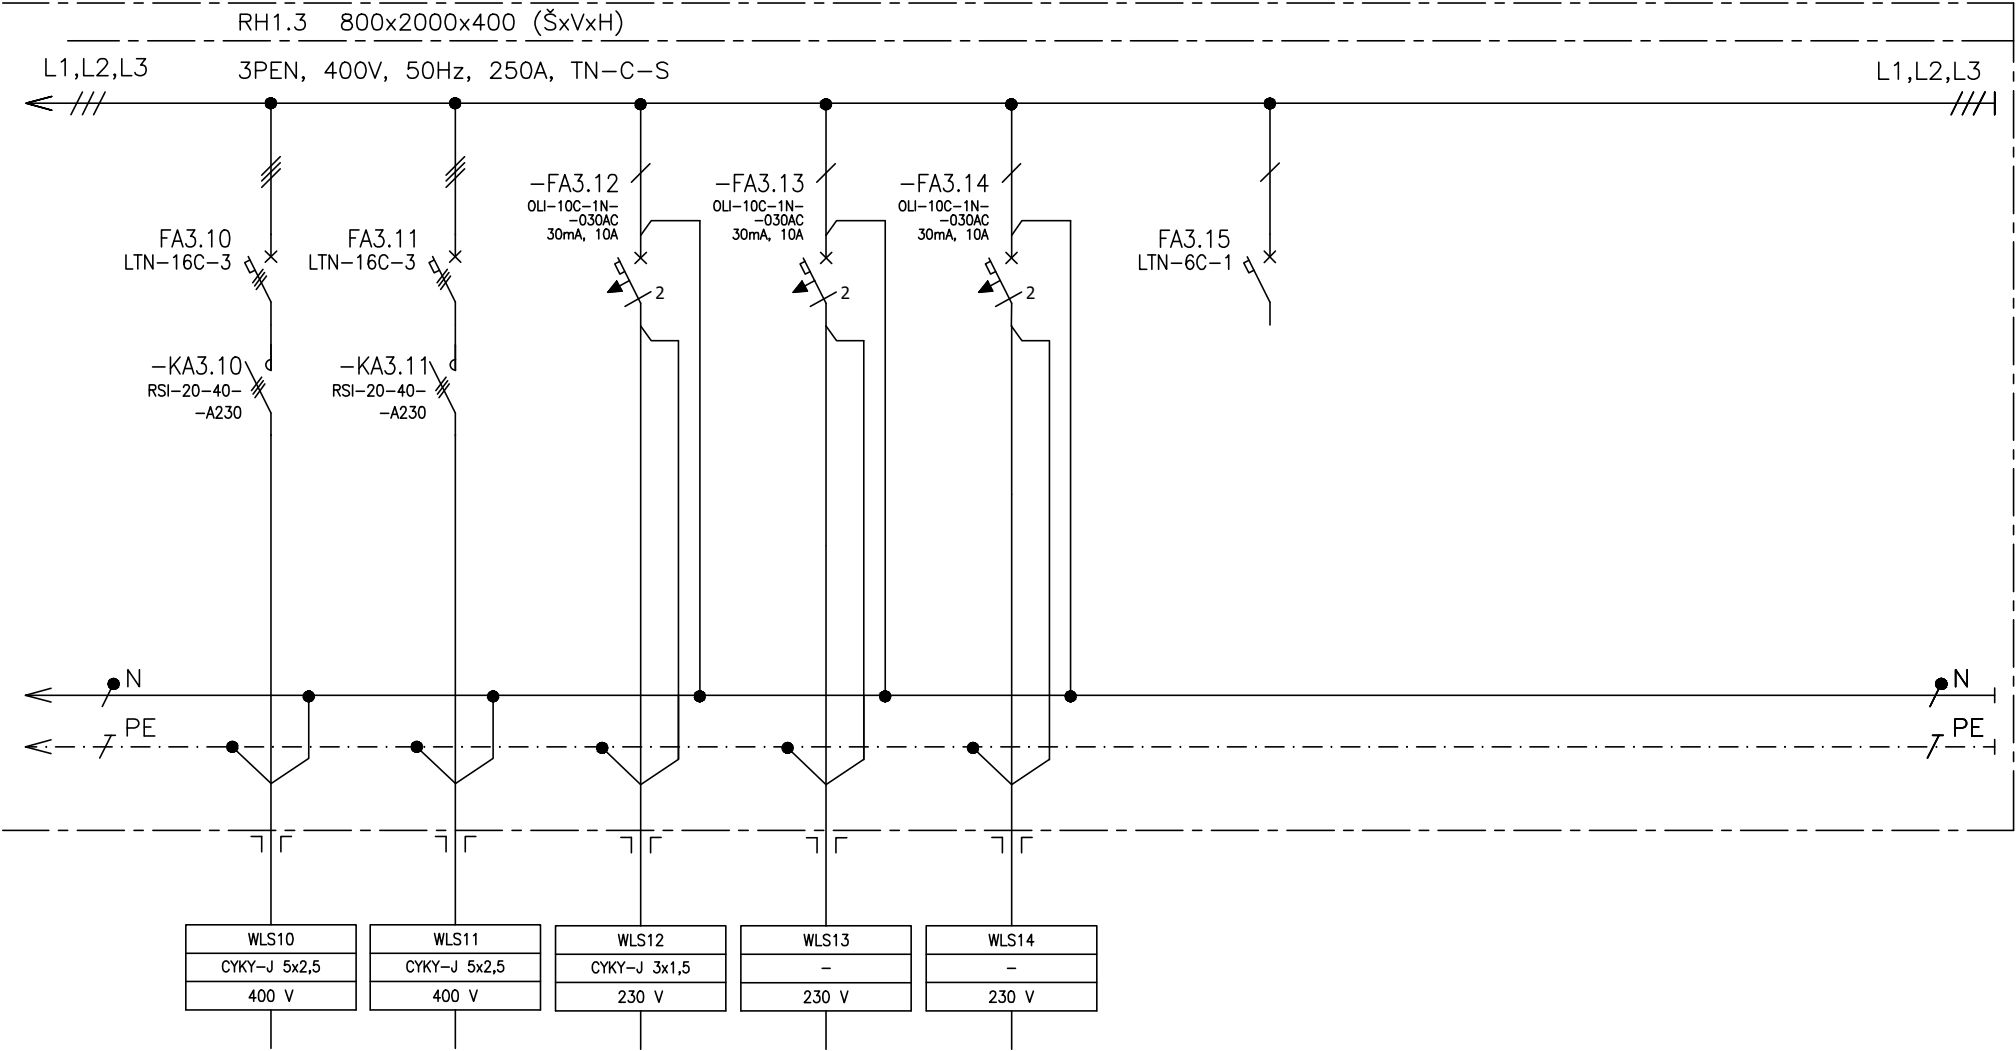 RH1.3 800x2000x400 (ŠxVxH)
L1,L2,L3
3PEN, 400V, 50Hz, 250A, TN-C-S
L1,L2,L3
FA3.10
LTN-16C-3
FA3.11
LTN-16C-3
-FA3.12
OLI-10C-1N-
-030AC
30mA, 10A
2
-FA3.13
OLI-10C-1N-
-030AC
30mA, 10A
2
-FA3.14
OLI-10C-1N-
-030AC
30mA, 10A
2
FA3.15
LTN-6C-1
-KA3.10
RSI-20-40-
-A230
-KA3.11
RSI-20-40-
-A230
N
N
PE
PE
WLS10
CYKY-J 5x2,5
400 V
WLS11
CYKY-J 5x2,5
400 V
WLS12
CYKY-J 3x1,5
230 V
WLS13
-
230 V
WLS14
-
230 V